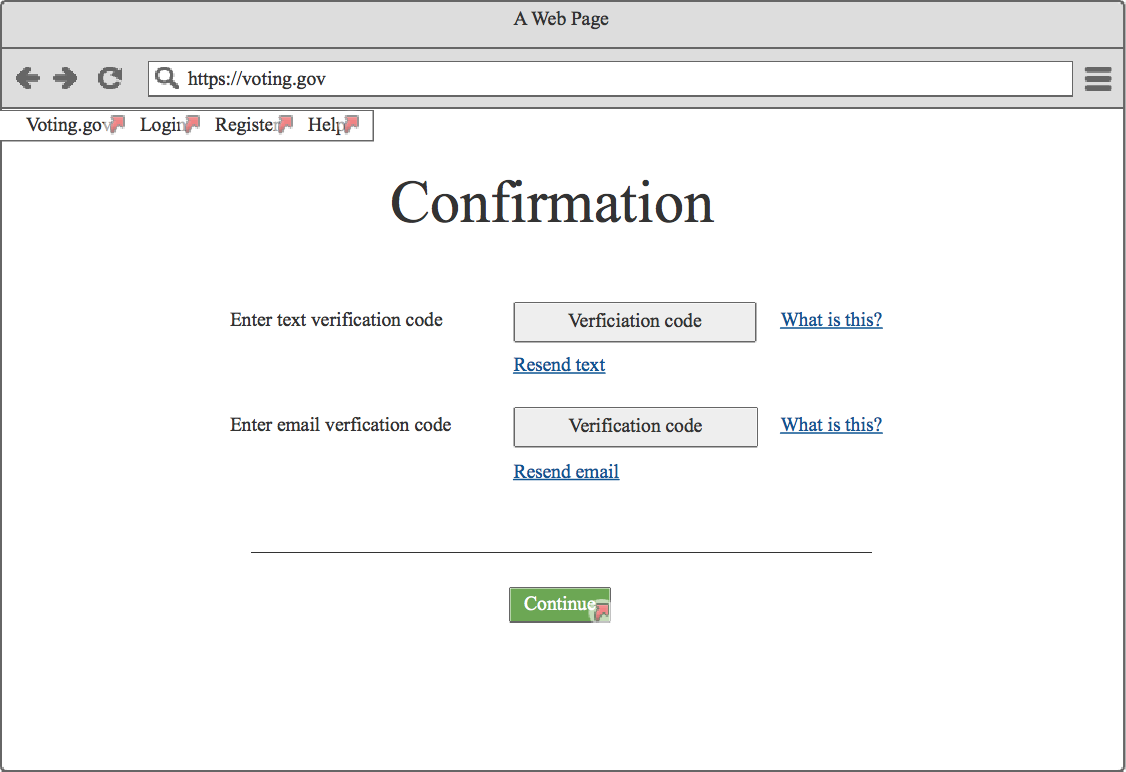 A Web Page
https://voting.gov
Voting.gov Login Register Help
Confirmation
Enter text verification code Verficiation code What is this?
Resend text
Enter email verfication code Verification code What is this?
Resend email
Continue